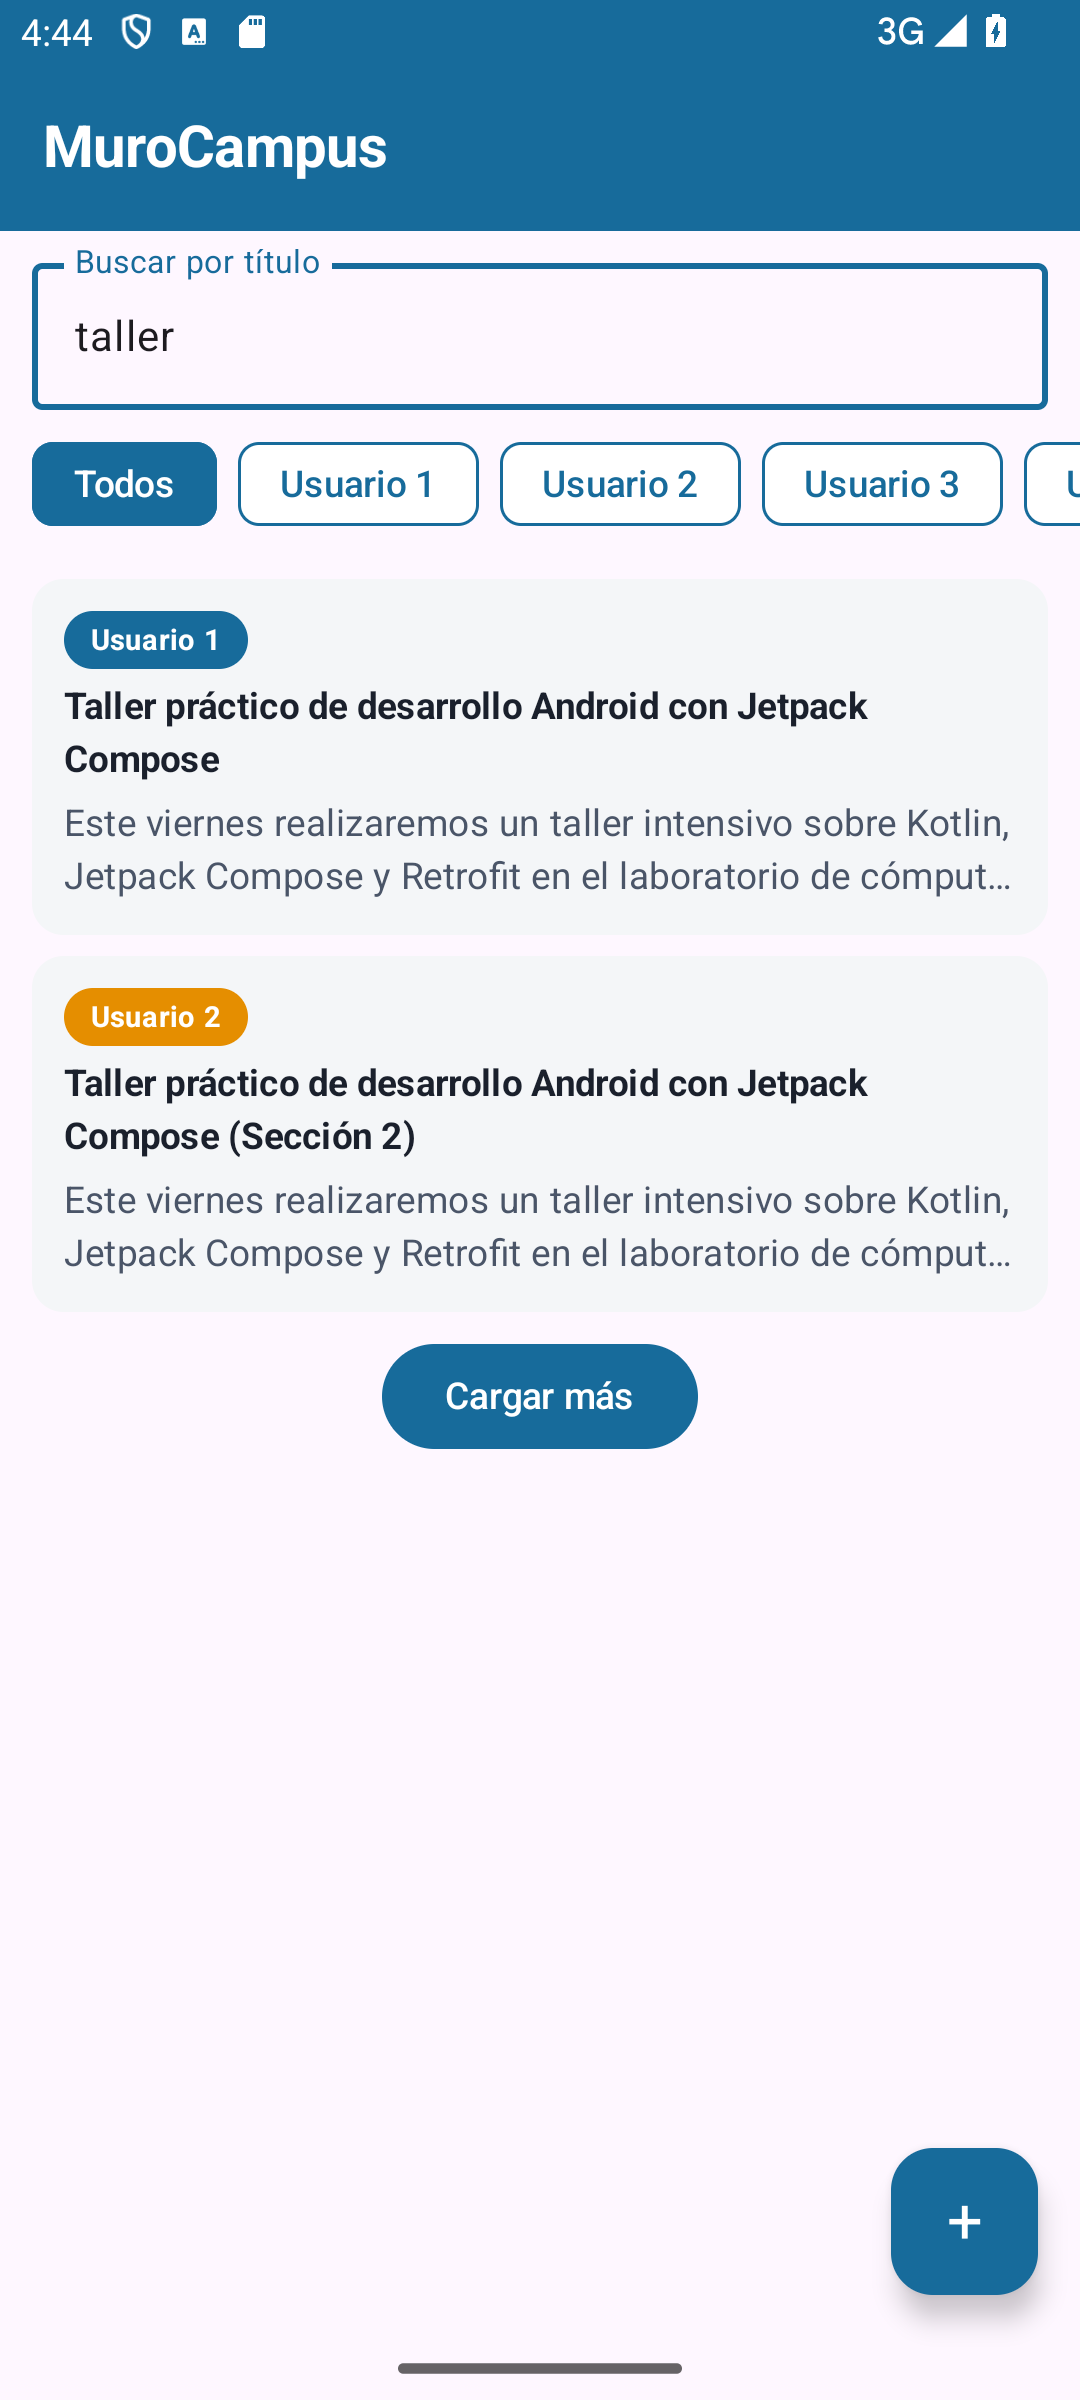 4:44
3G
MuroCampus
Buscar por título
taller
Todos
Usuario 1
Usuario 2
Usuario 3
Usuario 1
Taller práctico de desarrollo Android con Jetpack
Compose
Este viernes realizaremos un taller intensivo sobre Kotlin,
Jetpack Compose y Retrofit en el laboratorio de cómput…
Usuario 2
Taller práctico de desarrollo Android con Jetpack
Compose (Sección 2)
Este viernes realizaremos un taller intensivo sobre Kotlin,
Jetpack Compose y Retrofit en el laboratorio de cómput…
Cargar más
+